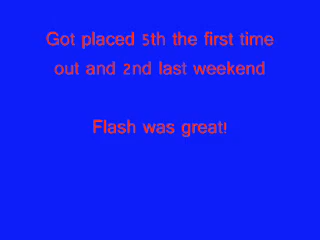 Got placed 5th the first time
out and 2nd last weekend
Flash was great!